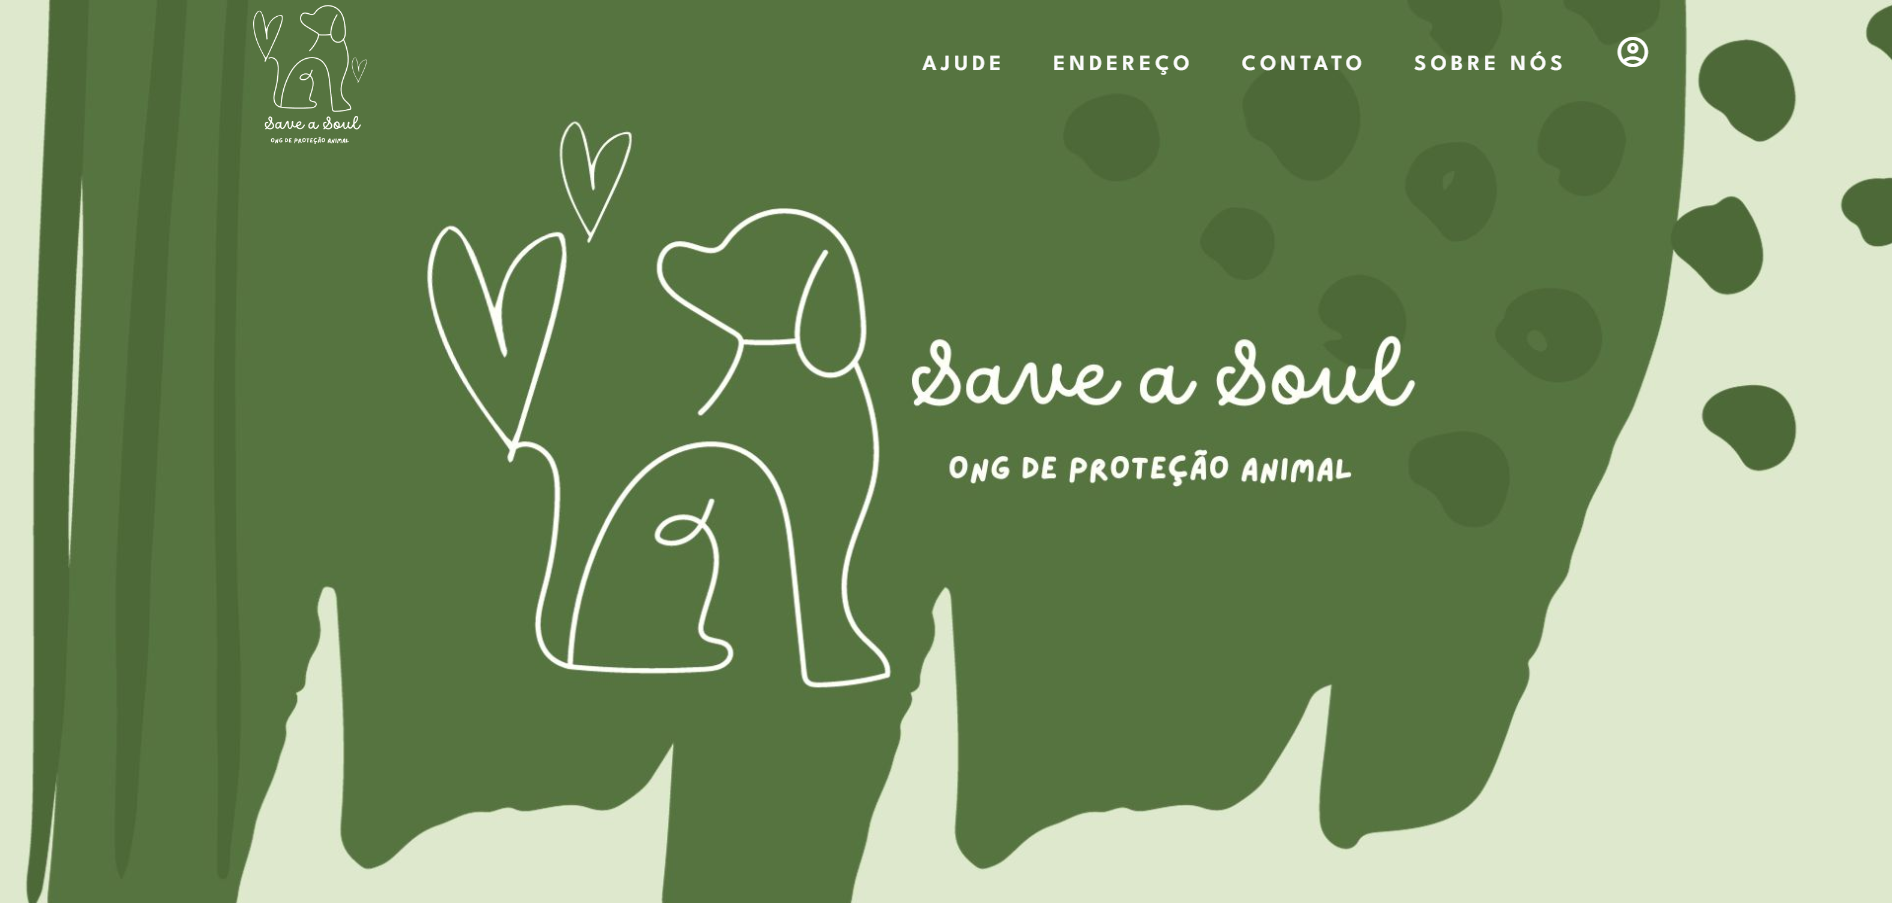 Save a Soul
ONG DE PROTEÇÃO ANIMAL
AJUDE ENDEREÇO CONTATO SOBRE NÓS
Save a Soul
ONG DE PROTEÇÃO ANIMAL